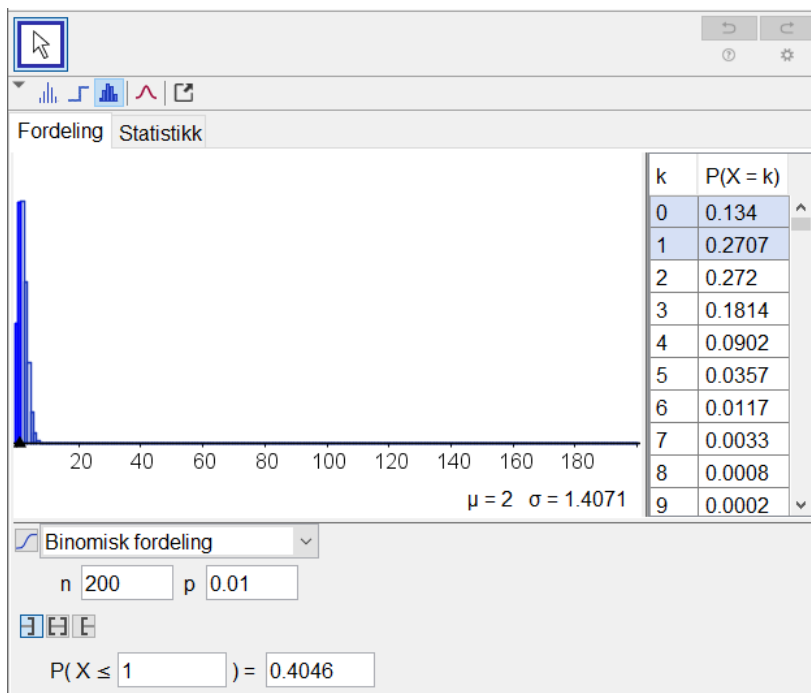 Fordeling Statistikk
k P(X = k)
0 0.134
1 0.2707
2 0.272
3 0.1814
4 0.0902
5 0.0357
6 0.0117
7 0.0033
8 0.0008
9 0.0002
20 40 60 80 100 120 140 160 180
μ = 2 σ = 1.4071
Binomisk fordeling
n 200 p 0.01
P( X ≤ 1 ) = 0.4046